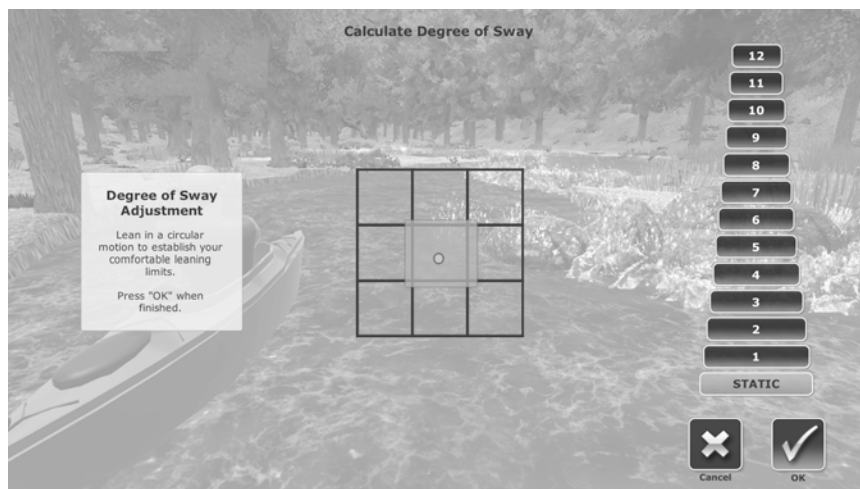 Calculate Degree of Sway
Degree of Sway
Adjustment
Lean in a circular
motion to establish your
comfortable leaning
limits.
Press "OK" when
finished.
12
11
10
9
8
7
6
5
4
3
2
1
STATIC
Cancel
OK